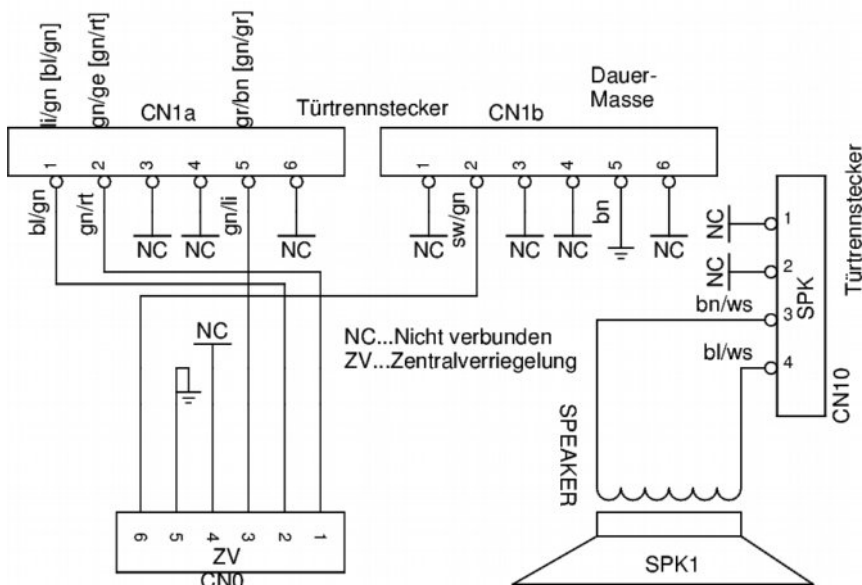 li/gn [bl/gn]
gn/ge [gn/rt]
gr/bn [gn/gr]
CN1a
Türtrennstecker
CN1b
Dauer-
Masse
1 2 3 4 5 6
1 2 3 4 5 6
bl/gn
gn/rt
NC
NC
gn/li
NC
NC
sw/gn
NC
NC
bn
NC
Türtrennstecker
NC
1
NC
2
SPK
bn/ws
3
bl/ws
4
CN10
NC
NC...Nicht verbunden
ZV...Zentralverriegelung
SPEAKER
6 5 4 3 2 1
ZV
CN0
SPK1